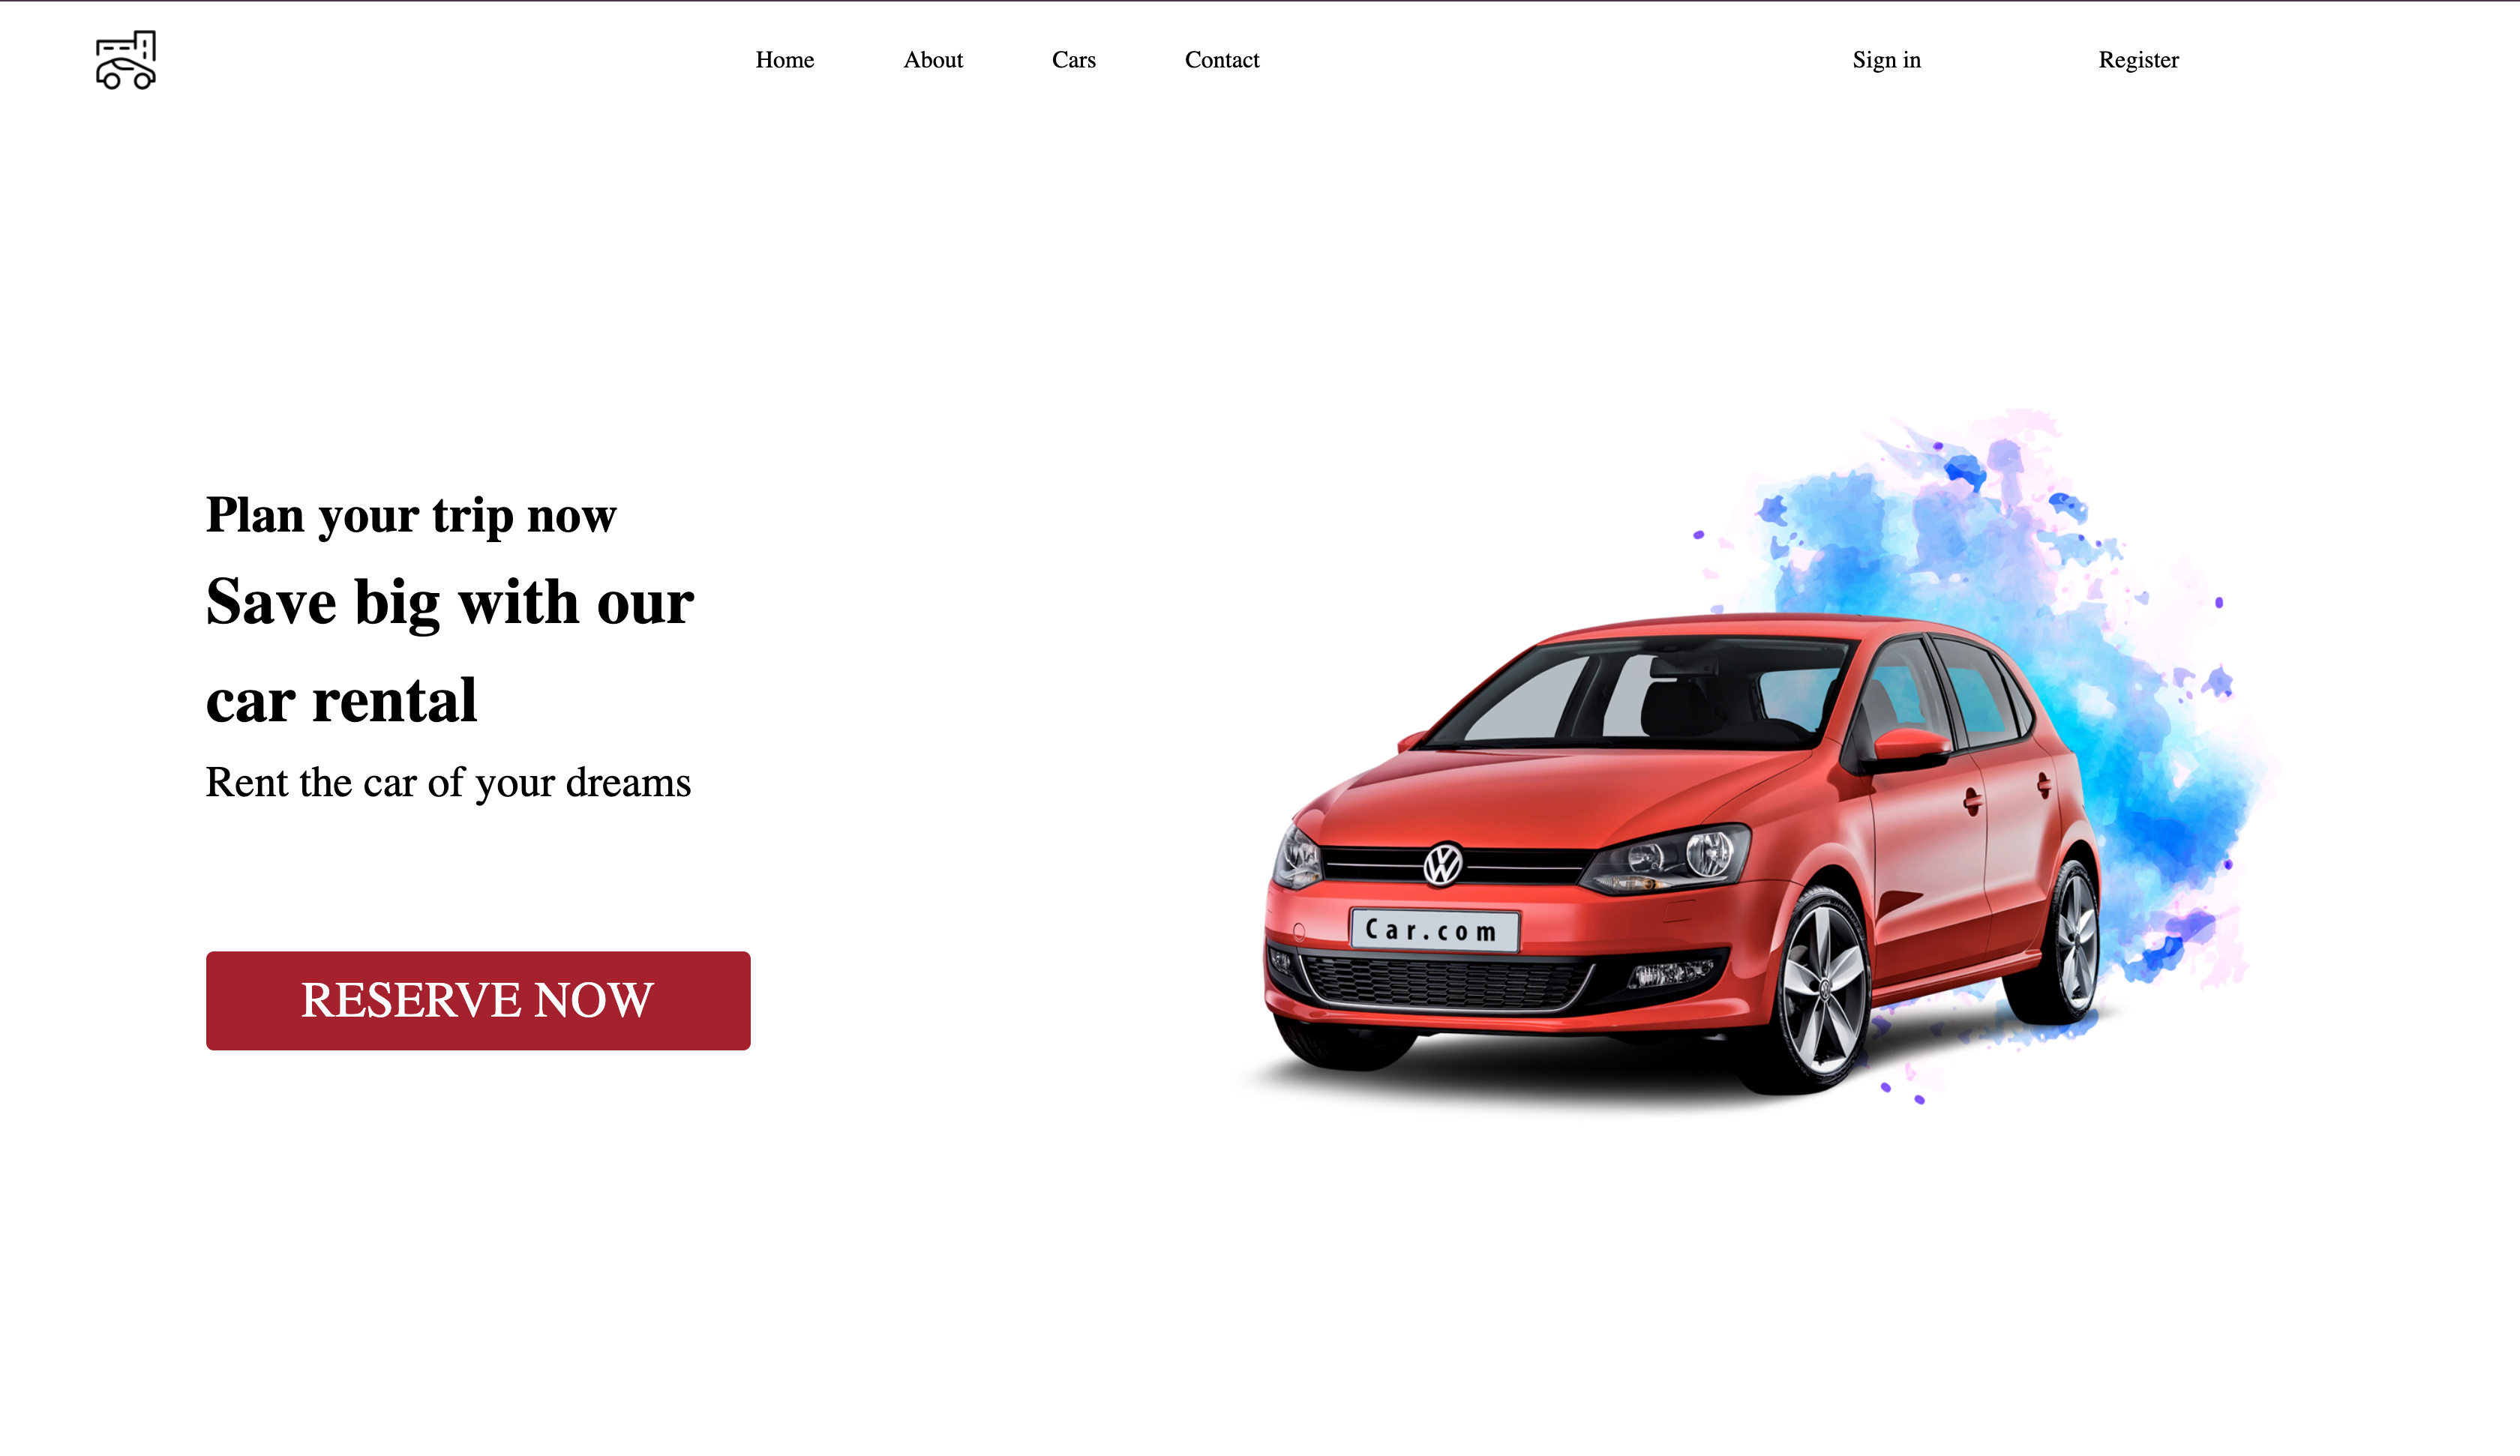 Home About Cars Contact Sign in Register
Plan your trip now
Save big with our
car rental
Rent the car of your dreams
RESERVE NOW
Car.com